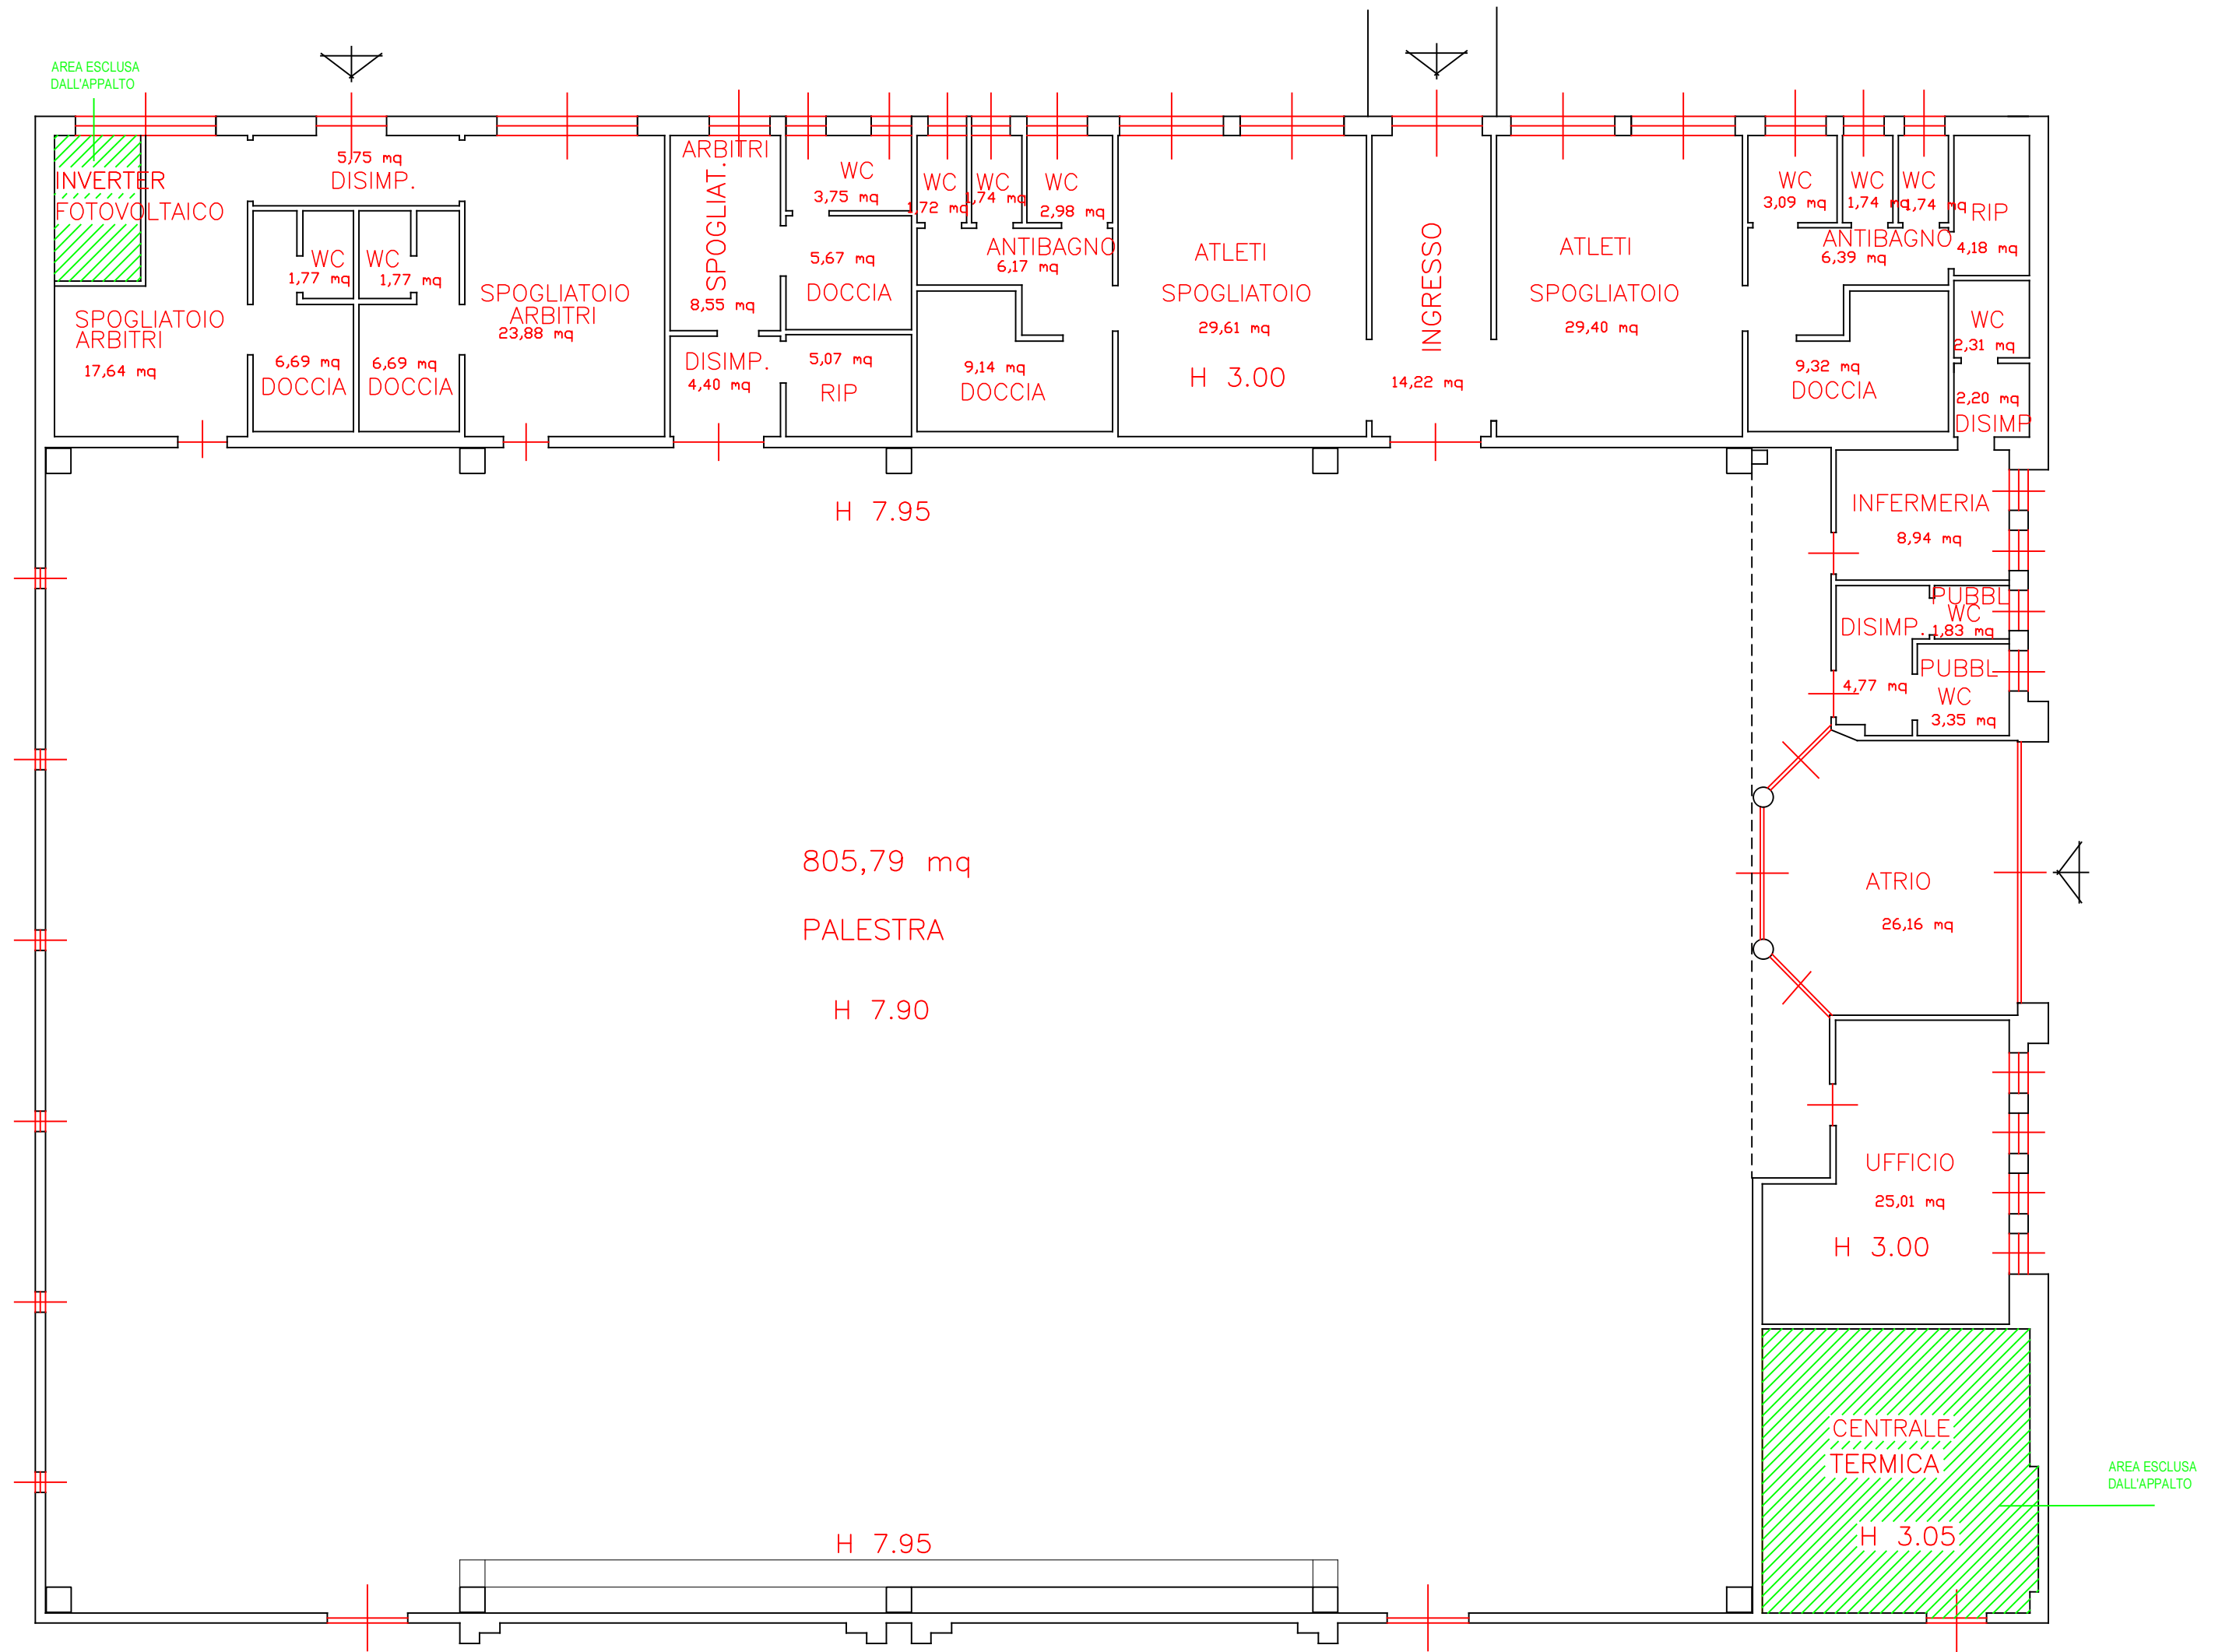 AREA ESCLUSA
DALL'APPALTO
INVERTER
FOTOVOLTAICO
5,75 mq
DISIMP.
WC
1,77 mq
WC
1,77 mq
SPOGLIATOIO
ARBITRI
17,64 mq
6,69 mq
DOCCIA
6,69 mq
DOCCIA
SPOGLIATOIO
ARBITRI
23,88 mq
ARBITRI
SPOGLIAT.
8,55 mq
DISIMP.
4,40 mq
WC
3,75 mq
5,67 mq
DOCCIA
5,07 mq
RIP
WC
1,72 mq
WC
1,74 mq
WC
2,98 mq
ANTIBAGNO
6,17 mq
9,14 mq
DOCCIA
ATLETI
SPOGLIATOIO
29,61 mq
H 3.00
INGRESSO
14,22 mq
ATLETI
SPOGLIATOIO
29,40 mq
WC
3,09 mq
WC
1,74 mq
WC
1,74 mq
RIP
4,18 mq
ANTIBAGNO
6,39 mq
9,32 mq
DOCCIA
WC
2,31 mq
2,20 mq
DISIMP
H 7.95
INFERMERIA
8,94 mq
PUBBL
WC
1,83 mq
DISIMP.
4,77 mq
PUBBL
WC
3,35 mq
805,79 mq
PALESTRA
H 7.90
ATRIO
26,16 mq
UFFICIO
25,01 mq
H 3.00
CENTRALE
TERMICA
H 3.05
AREA ESCLUSA
DALL'APPALTO
H 7.95